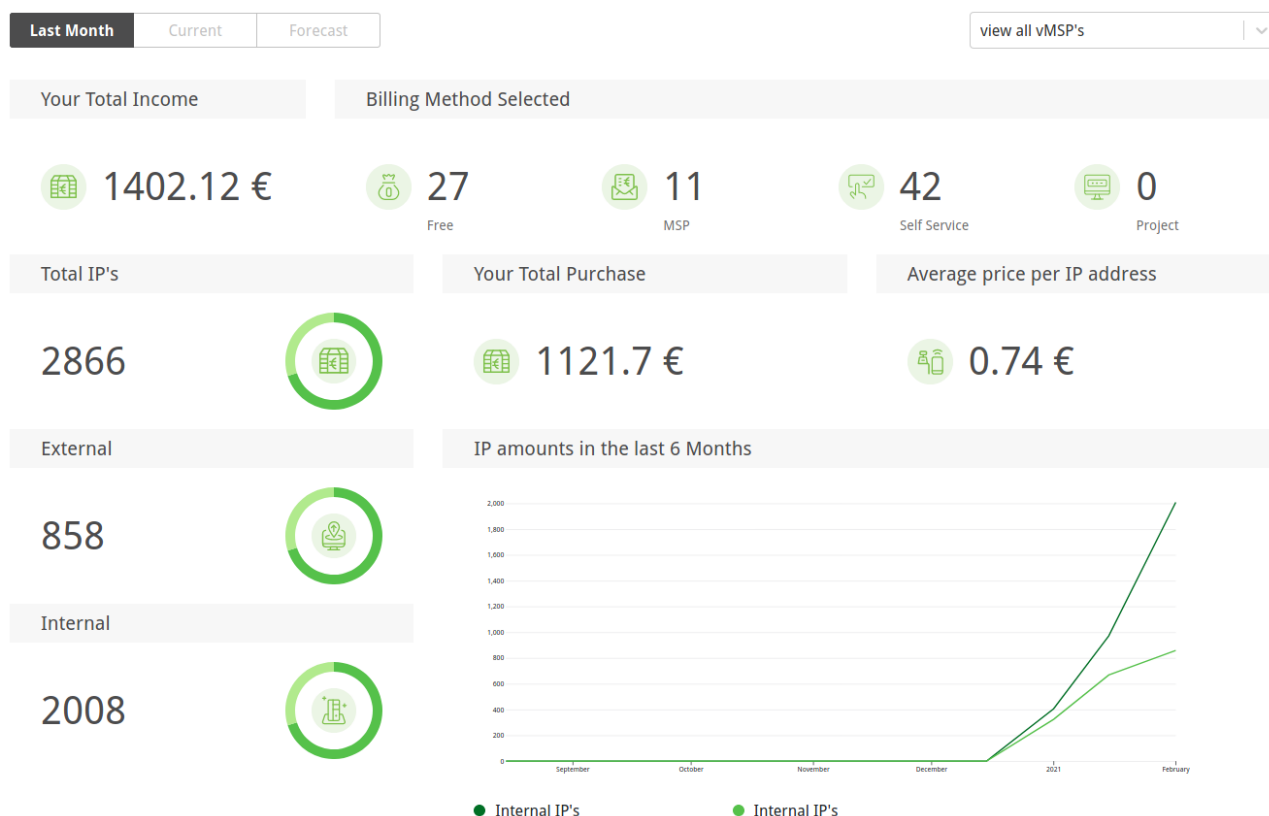 Last Month
Current
Forecast
view all vMSP's
Your Total Income
Billing Method Selected
1402.12 €
27
Free
11
MSP
42
Self Service
0
Project
Total IP's
Your Total Purchase
Average price per IP address
2866
1121.7 €
0.74 €
External
IP amounts in the last 6 Months
858
Internal
2008
2,000
1,800
1,600
1,400
1,200
1,000
800
600
400
200
0
September
October
November
December
2021
February
Internal IP's
Internal IP's